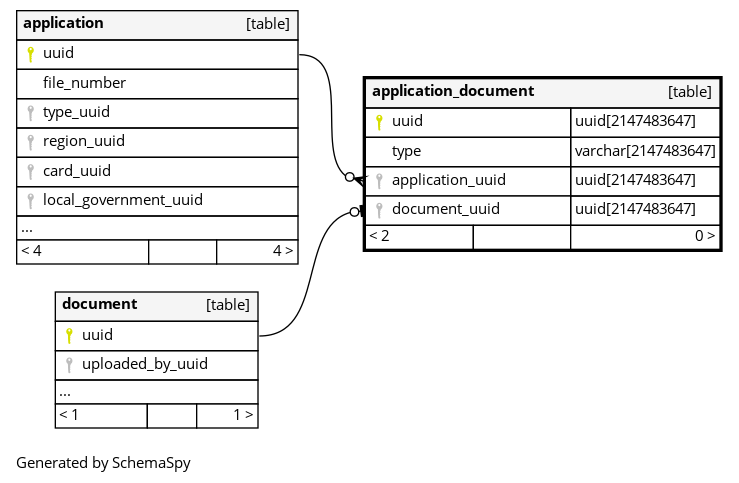 application [table]
uuid
file_number
type_uuid
region_uuid
card_uuid
local_government_uuid
...
< 4 4 >
application_document [table]
uuid uuid[2147483647]
type varchar[2147483647]
application_uuid uuid[2147483647]
document_uuid uuid[2147483647]
< 2 0 >
document [table]
uuid
uploaded_by_uuid
...
< 1 1 >
Generated by SchemaSpy